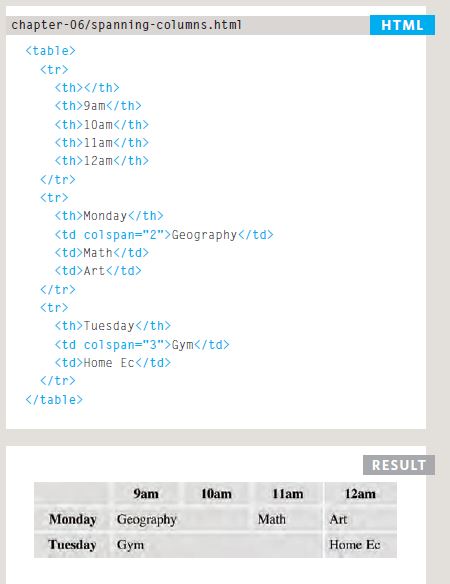 chapter-06/spanning-columns.html HTML
<table>
<tr>
<th></th>
<th>9am</th>
<th>10am</th>
<th>11am</th>
<th>12am</th>
</tr>
<tr>
<th>Monday</th>
<td colspan="2">Geography</td>
<td>Math</td>
<td>Art</td>
</tr>
<tr>
<th>Tuesday</th>
<td colspan="3">Gym</td>
<td>Home Ec</td>
</tr>
</table>
RESULT
9am 10am 11am 12am
Monday Geography Math Art
Tuesday Gym Home Ec